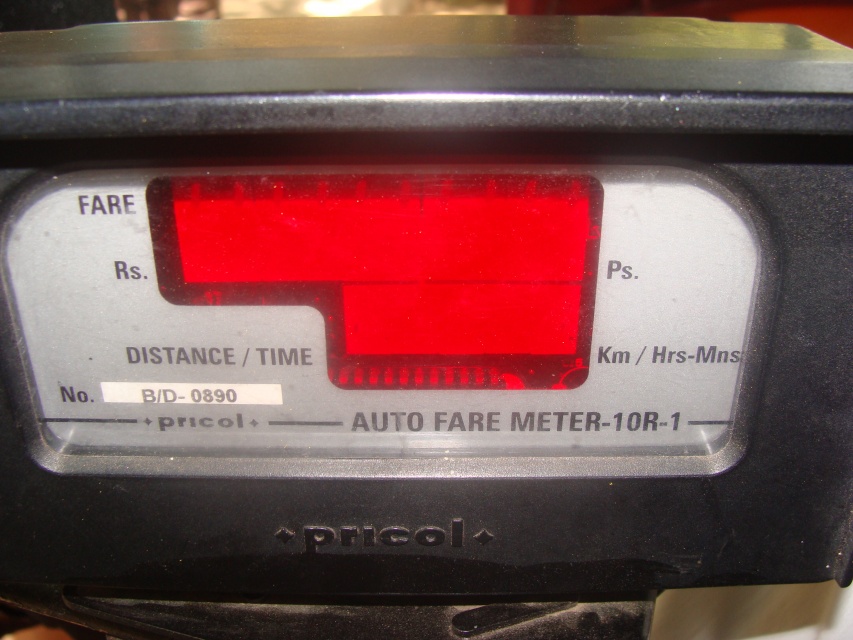 FARE
Rs. Ps.
DISTANCE / TIME Km / Hrs-Mns
No. B/D- 0890
pricol AUTO FARE METER-10R-1
pricol